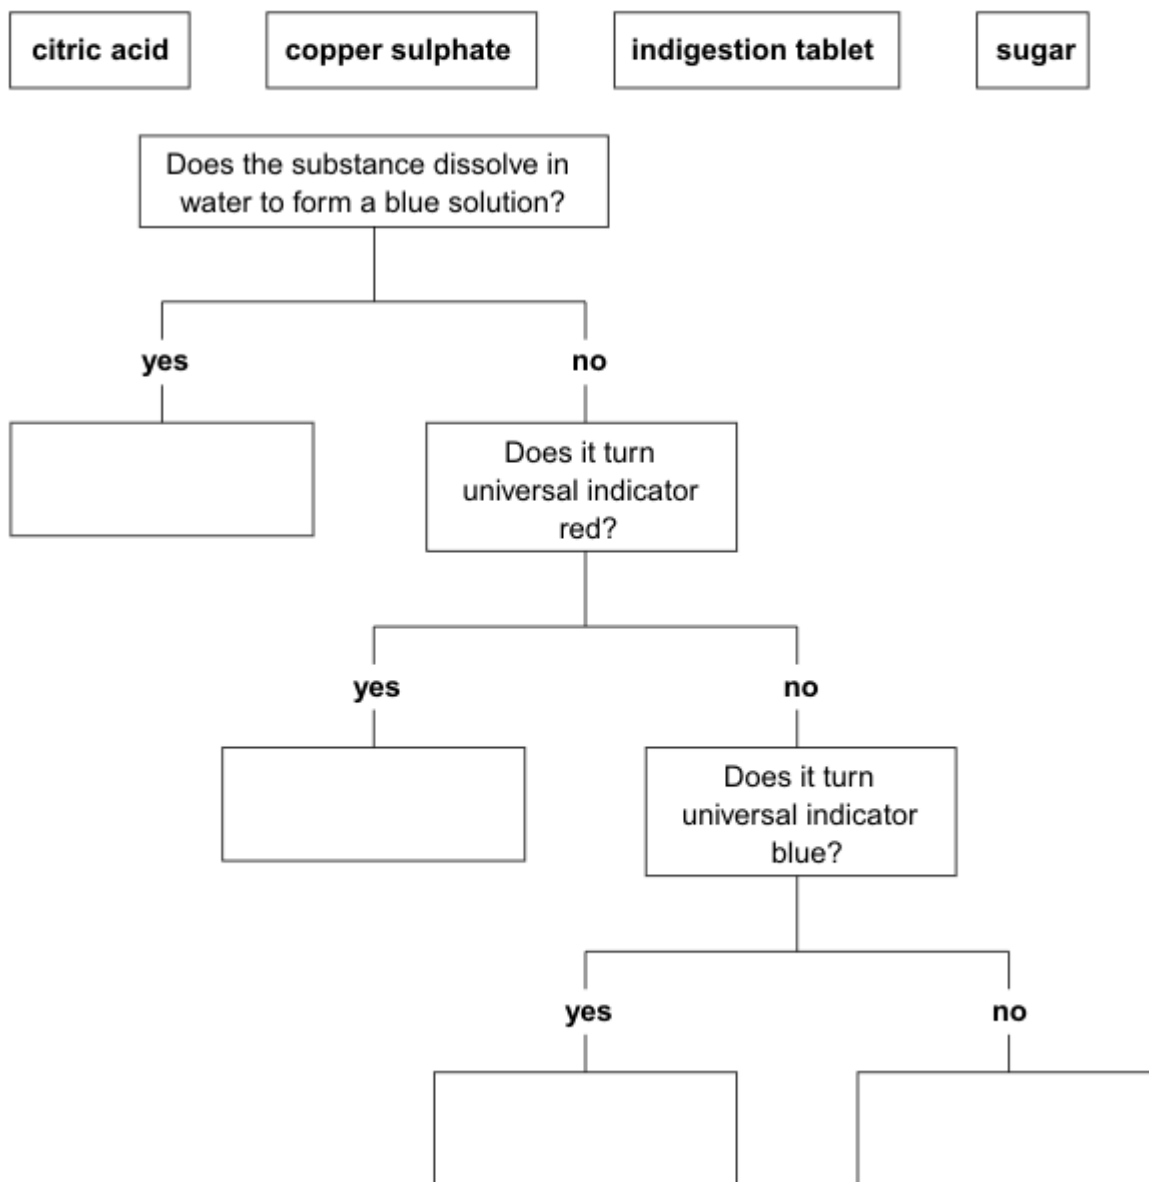 citric acid
copper sulphate
indigestion tablet
sugar
Does the substance dissolve in
water to form a blue solution?
yes
no
Does it turn
universal indicator
red?
yes
no
Does it turn
universal indicator
blue?
yes
no